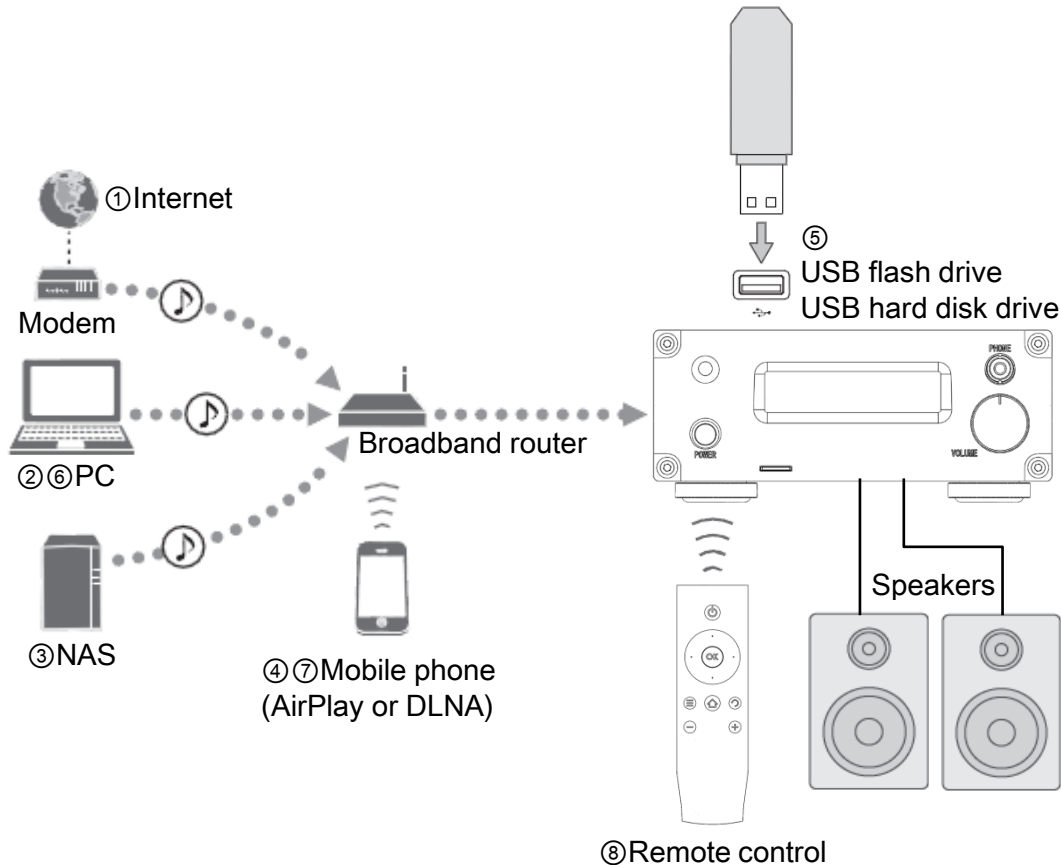 ①Internet
Modem
②⑥PC
③NAS
Broadband router
④⑦Mobile phone
(AirPlay or DLNA)
⑤
USB flash drive
USB hard disk drive
PHONE
POWER
VOLUME
Speakers
OK
⑧Remote control